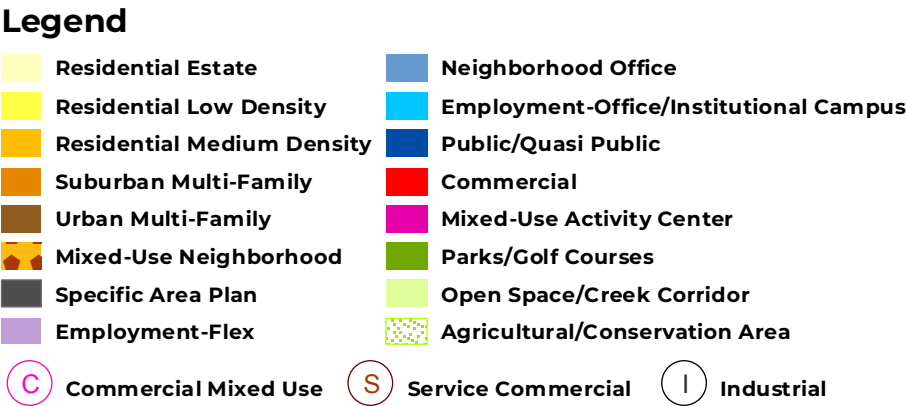 Legend
Residential Estate
Residential Low Density
Residential Medium Density
Suburban Multi-Family
Urban Multi-Family
Mixed-Use Neighborhood
Specific Area Plan
Employment-Flex
Neighborhood Office
Employment-Office/Institutional Campus
Public/Quasi Public
Commercial
Mixed-Use Activity Center
Parks/Golf Courses
Open Space/Creek Corridor
Agricultural/Conservation Area
C Commercial Mixed Use S Service Commercial I Industrial